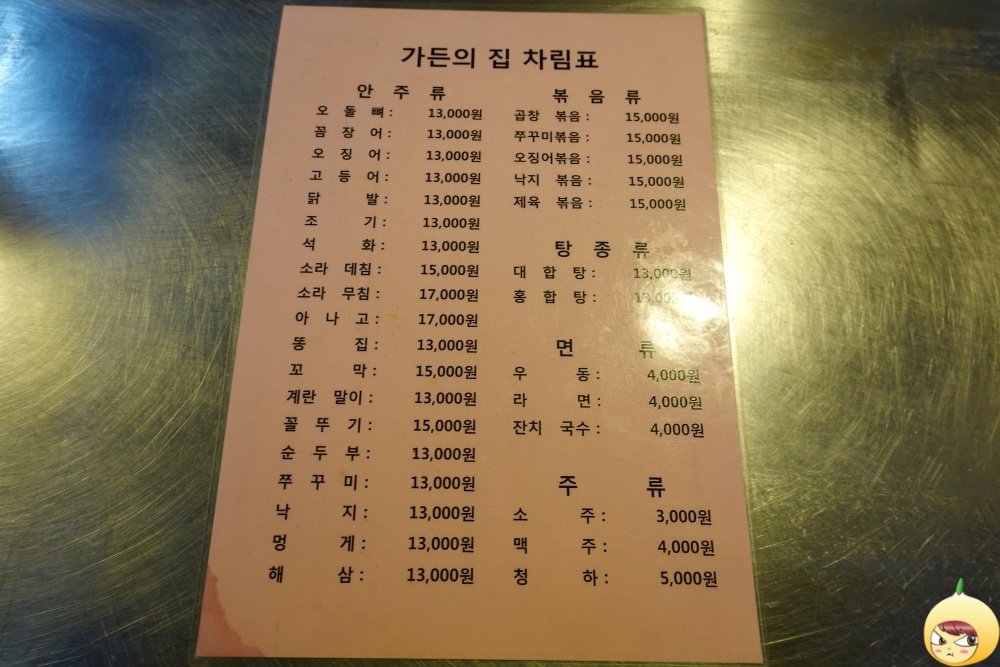 가든의 집 차림표
안 주 류
오 돌 뼈 : 13,000원
꼼 장 어 : 13,000원
오 징 어 : 13,000원
고 등 어 : 13,000원
닭 발 : 13,000원
조 기 : 13,000원
석 화 : 13,000원
소라 데침 : 15,000원
소라 무침 : 17,000원
아 나 고 : 17,000원
똥 집 : 13,000원
꼬 막 : 15,000원
계란 말이 : 13,000원
꼴 뚜 기 : 15,000원
순 두 부 : 13,000원
쭈 꾸 미 : 13,000원
낙 지 : 13,000원
멍 게 : 13,000원
해 삼 : 13,000원
볶 음 류
곱창 볶음 : 15,000원
쭈꾸미볶음 : 15,000원
오징어볶음 : 15,000원
낙지 볶음 : 15,000원
제육 볶음 : 15,000원
탕 종 류
대 합 탕 : 13,000원
홍 합 탕 : 13,000원
면 류
우 동 : 4,000원
라 면 : 4,000원
잔치 국수 : 4,000원
주 류
소 주 : 3,000원
맥 주 : 4,000원
청 하 : 5,000원